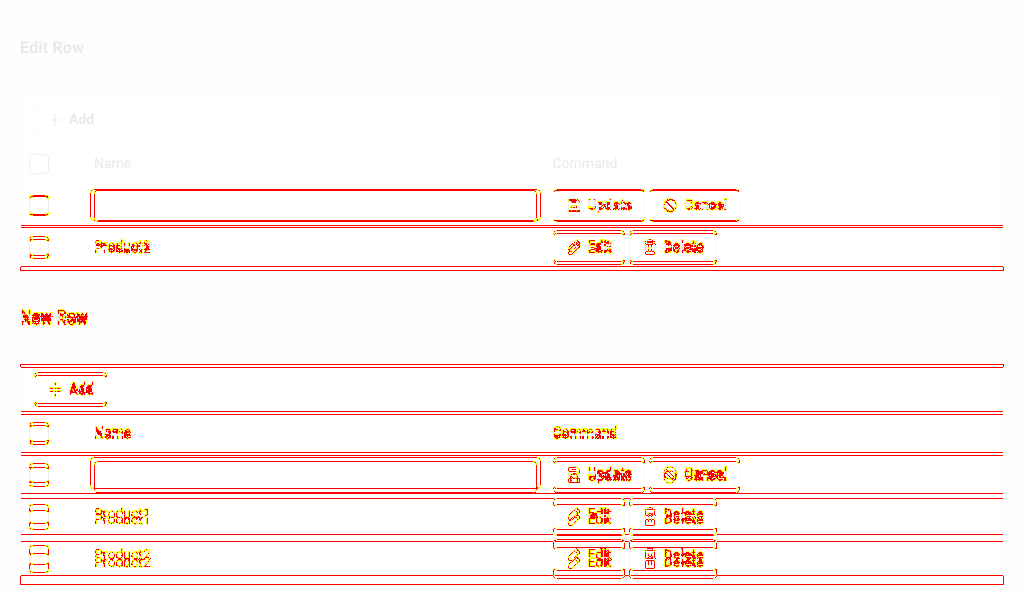 Edit Row
Add
Name Command
Update Cancel
Product2 Edit Delete
New Row
Add
Name Command
Update Cancel
Product1 Edit Delete
Product2 Edit Delete